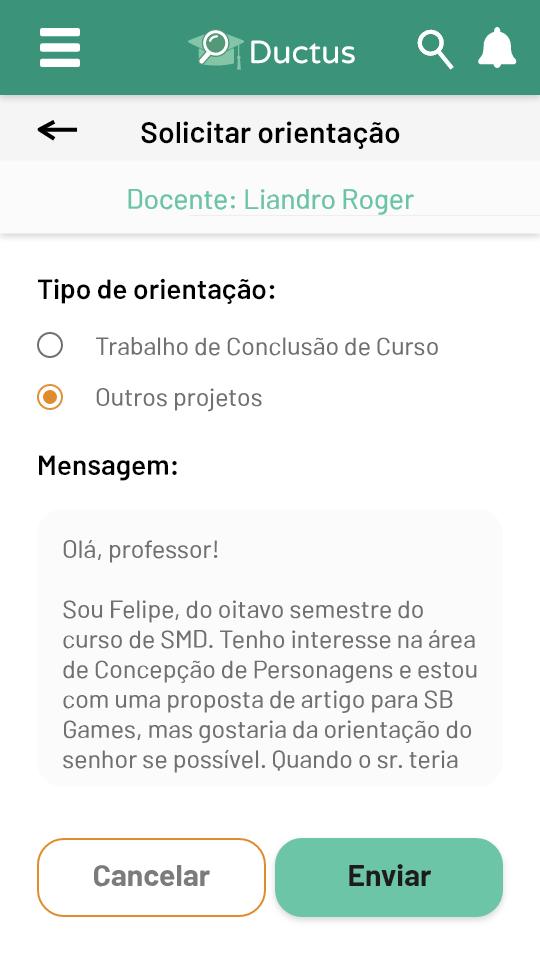 Ductus
Solicitar orientação
Docente: Liandro Roger
Tipo de orientação:
Trabalho de Conclusão de Curso
Outros projetos
Mensagem:
Olá, professor!
Sou Felipe, do oitavo semestre do
curso de SMD. Tenho interesse na área
de Concepção de Personagens e estou
com uma proposta de artigo para SB
Games, mas gostaria da orientação do
senhor se possível. Quando o sr. teria
Cancelar
Enviar